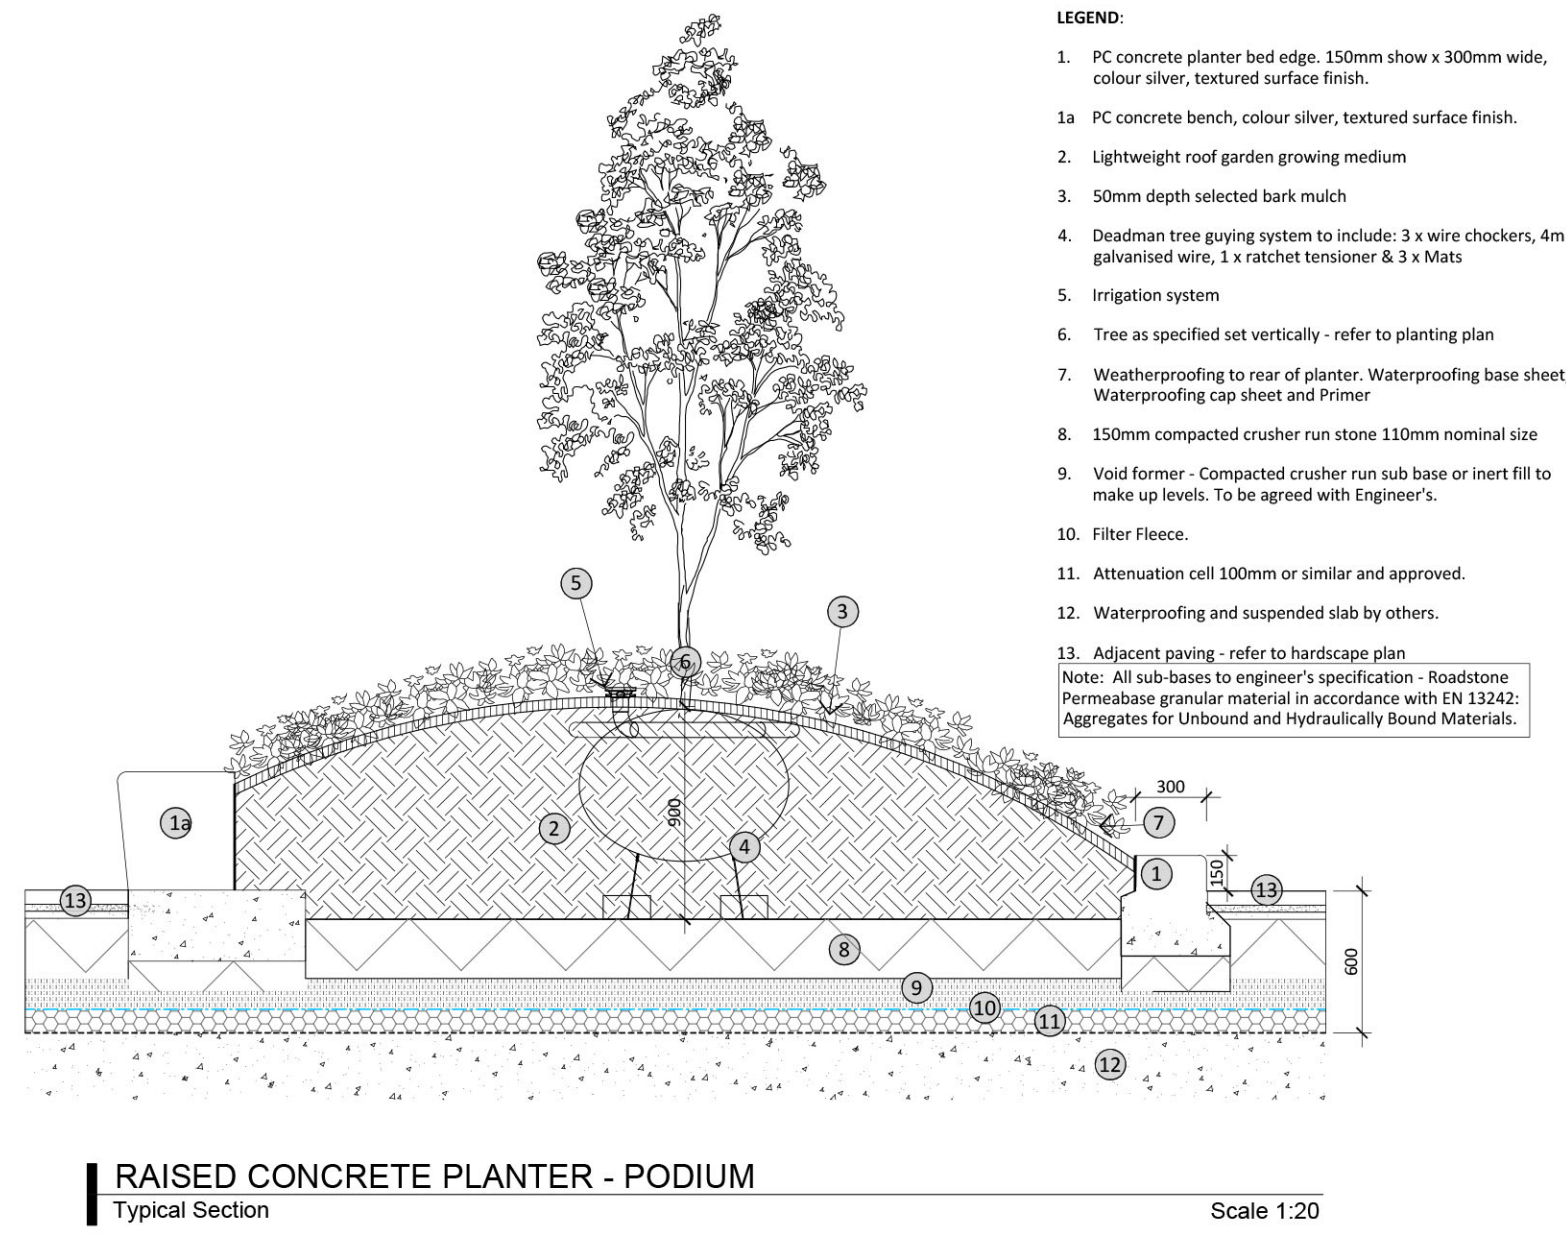 LEGEND:
1. PC concrete planter bed edge. 150mm show x 300mm wide,
colour silver, textured surface finish.
1a PC concrete bench, colour silver, textured surface finish.
2. Lightweight roof garden growing medium
3. 50mm depth selected bark mulch
4. Deadman tree guying system to include: 3 x wire chockers, 4m
galvanised wire, 1 x ratchet tensioner & 3 x Mats
5. Irrigation system
6. Tree as specified set vertically - refer to planting plan
7. Weatherproofing to rear of planter. Waterproofing base sheet,
Waterproofing cap sheet and Primer
8. 150mm compacted crusher run stone 110mm nominal size
9. Void former - Compacted crusher run sub base or inert fill to
make up levels. To be agreed with Engineer's.
10. Filter Fleece.
11. Attenuation cell 100mm or similar and approved.
12. Waterproofing and suspended slab by others.
13. Adjacent paving - refer to hardscape plan
Note: All sub-bases to engineer's specification - Roadstone
Permeabase granular material in accordance with EN 13242:
Aggregates for Unbound and Hydraulically Bound Materials.
5
3
6
300
1a
2
900
4
7
1
150
13
13
8
600
9
10
11
12
RAISED CONCRETE PLANTER - PODIUM
Typical Section
Scale 1:20